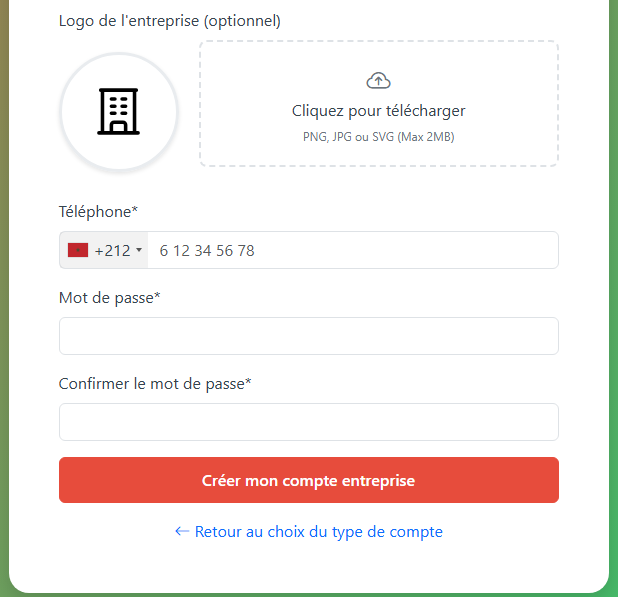 Logo de l'entreprise (optionnel)
Cliquez pour télécharger
PNG, JPG ou SVG (Max 2MB)
Téléphone*
+212 6 12 34 56 78
Mot de passe*
Confirmer le mot de passe*
Créer mon compte entreprise
← Retour au choix du type de compte